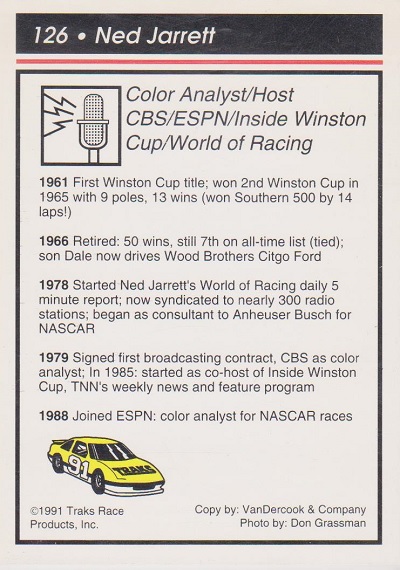 126 • Ned Jarrett
Color Analyst/Host
CBS/ESPN/Inside Winston
Cup/World of Racing
1961 First Winston Cup title; won 2nd Winston Cup in
1965 with 9 poles, 13 wins (won Southern 500 by 14
laps!)
1966 Retired: 50 wins, still 7th on all-time list (tied);
son Dale now drives Wood Brothers Citgo Ford
1978 Started Ned Jarrett's World of Racing daily 5
minute report; now syndicated to nearly 300 radio
stations; began as consultant to Anheuser Busch for
NASCAR
1979 Signed first broadcasting contract, CBS as color
analyst; In 1985: started as co-host of Inside Winston
Cup, TNN's weekly news and feature program
1988 Joined ESPN: color analyst for NASCAR races
91
TRAKS
©1991 Traks Race
Products, Inc.
Copy by: VanDercook & Company
Photo by: Don Grassman